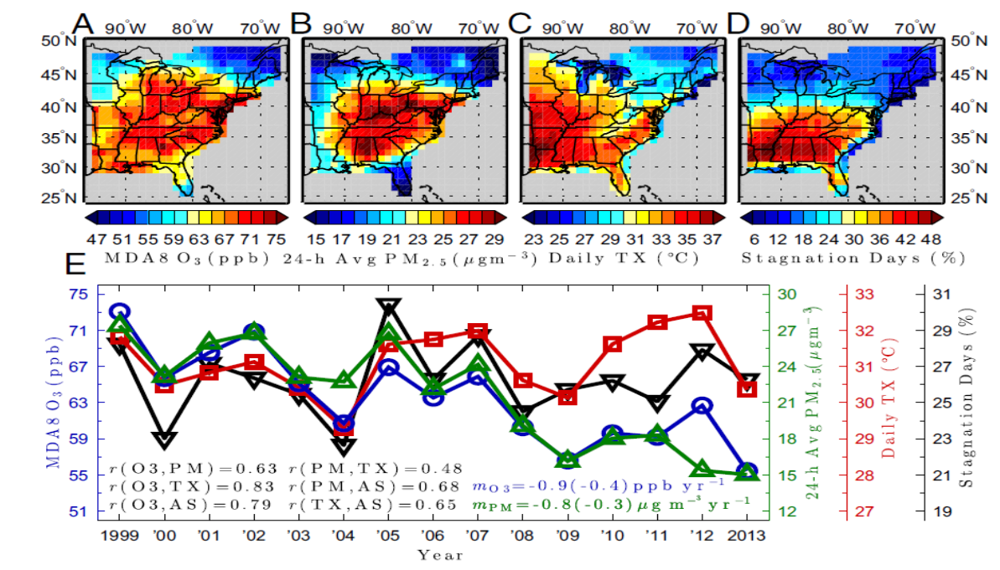 A B C D
90°W 80°W 70°W 90°W 80°W 70°W 90°W 80°W 70°W 90°W 80°W 70°W
50°N 50°N
45°N 45°N
40°N 40°N
35°N 35°N
30°N 30°N
25°N 25°N
47 51 55 59 63 67 71 75 15 17 19 21 23 25 27 29 23 25 27 29 31 33 35 37 6 12 18 24 30 36 42 48
MDA8 O₃ (ppb) 24-h Avg PM₂.₅ (μgm⁻³) Daily TX (°C) Stagnation Days (%)
E
75 30 33 31
71 27 32 29
67 24 31 27
63 21 30 25
59 18 29 23
55 15 28 21
51 12 27 19
MDA8 O₃ (ppb)
24-h Avg PM₂.₅ (μgm⁻³)
Daily TX (°C)
Stagnation Days (%)
r(O3,PM)=0.63 r(PM,TX)=0.48
r(O3,TX)=0.83 r(PM,AS)=0.68 m_O₃=-0.9(-0.4) ppb yr⁻¹
r(O3,AS)=0.79 r(TX,AS)=0.65 m_PM=-0.8(-0.3) μg m⁻³ yr⁻¹
1999 '00 '01 '02 '03 '04 '05 '06 '07 '08 '09 '10 '11 '12 2013
Year